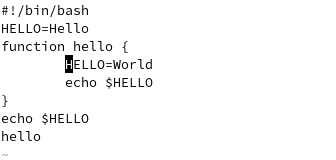 #!/bin/bash
HELLO=Hello
function hello {
        HELLO=World
        echo $HELLO
}
echo $HELLO
hello
~